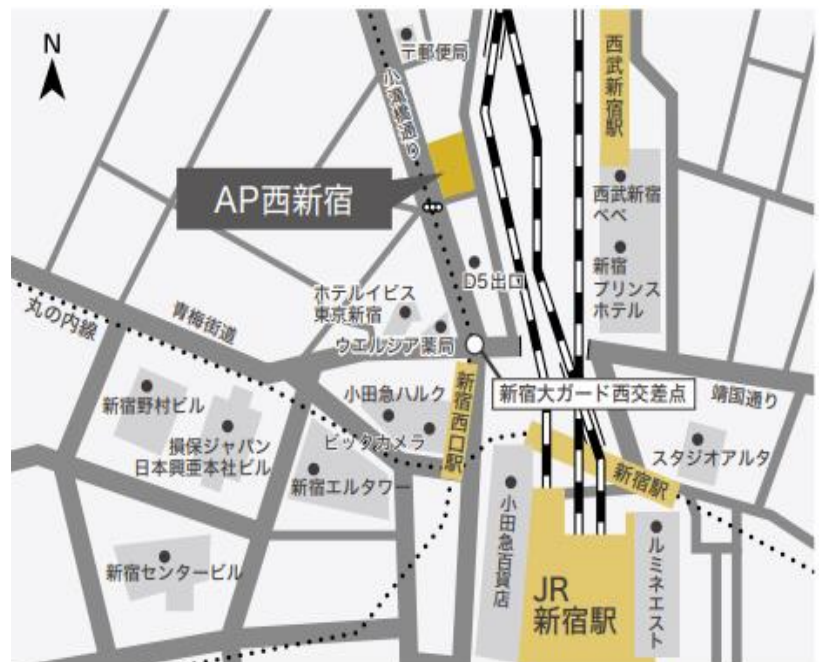 N
〒郵便局
小滝橋通り
西武新宿駅
AP西新宿
西武新宿
ペペ
新宿
プリンス
ホテル
D5出口
ホテルイビス
東京新宿
ウエルシア薬局
丸の内線
青梅街道
新宿大ガード西交差点
靖国通り
新宿野村ビル
小田急ハルク
新宿西口駅
損保ジャパン
日本興亜本社ビル
ビックカメラ
スタジオアルタ
新宿エルタワー
新宿駅
小田急百貨店
新宿センタービル
JR
新宿駅
ルミネエスト